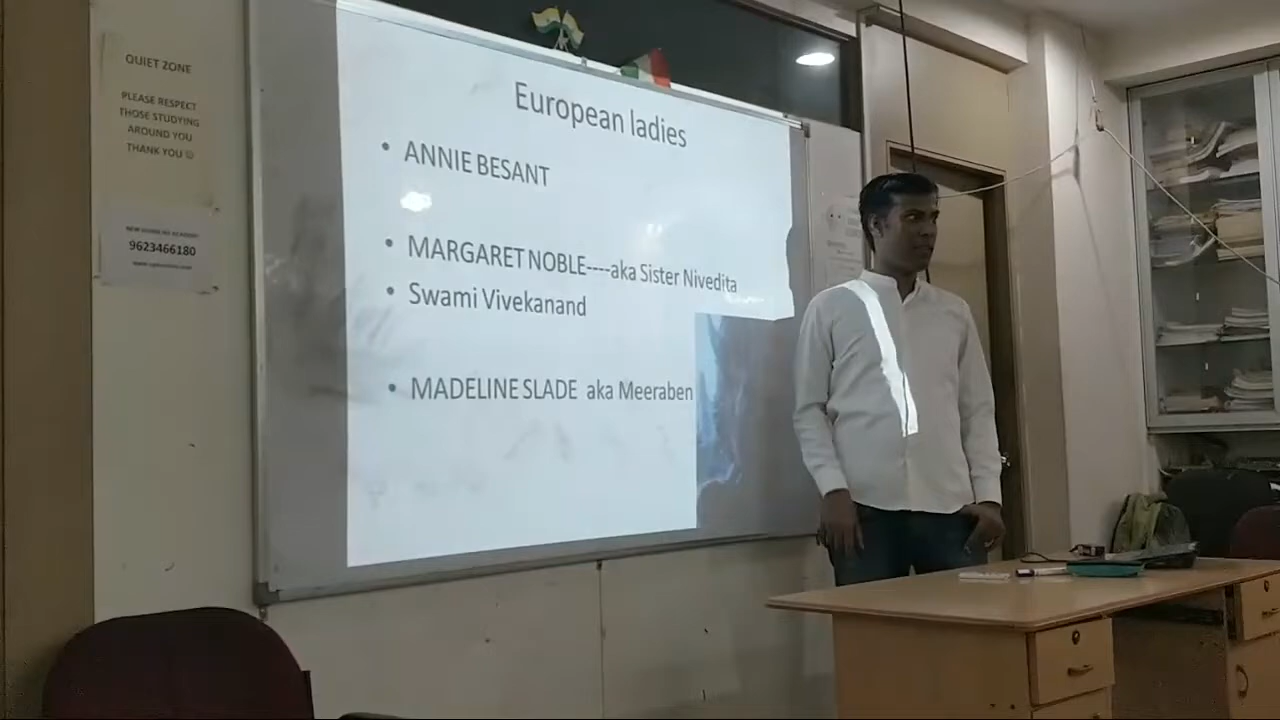 QUIET ZONE
PLEASE RESPECT
THOSE STUDYING
AROUND YOU
THANK YOU ☺
9623466180
European ladies
• ANNIE BESANT
• MARGARET NOBLE----aka Sister Nivedita
• Swami Vivekanand
• MADELINE SLADE aka Meeraben